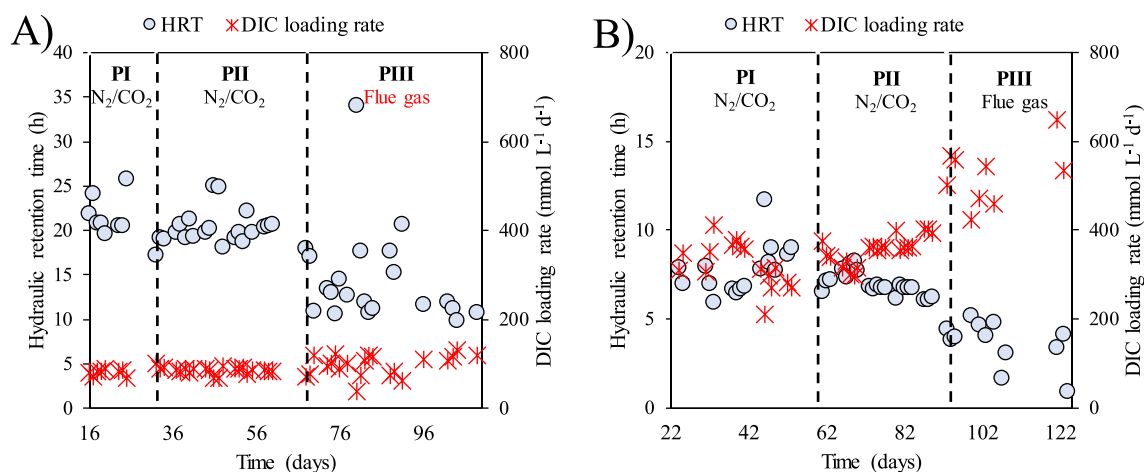 A)
HRT DIC loading rate
Hydraulic retention time (h)
40
35
30
25
20
15
10
5
0
PI
N₂/CO₂
PII
N₂/CO₂
PIII
Flue gas
800
600
400
200
0
DIC loading rate (mmol L⁻¹ d⁻¹)
16 36 56 76 96
Time (days)
B)
HRT DIC loading rate
Hydraulic retention time (h)
20
15
10
5
0
PI
N₂/CO₂
PII
N₂/CO₂
PIII
Flue gas
800
600
400
200
0
DIC loading rate (mmol L⁻¹ d⁻¹)
22 42 62 82 102 122
Time (days)